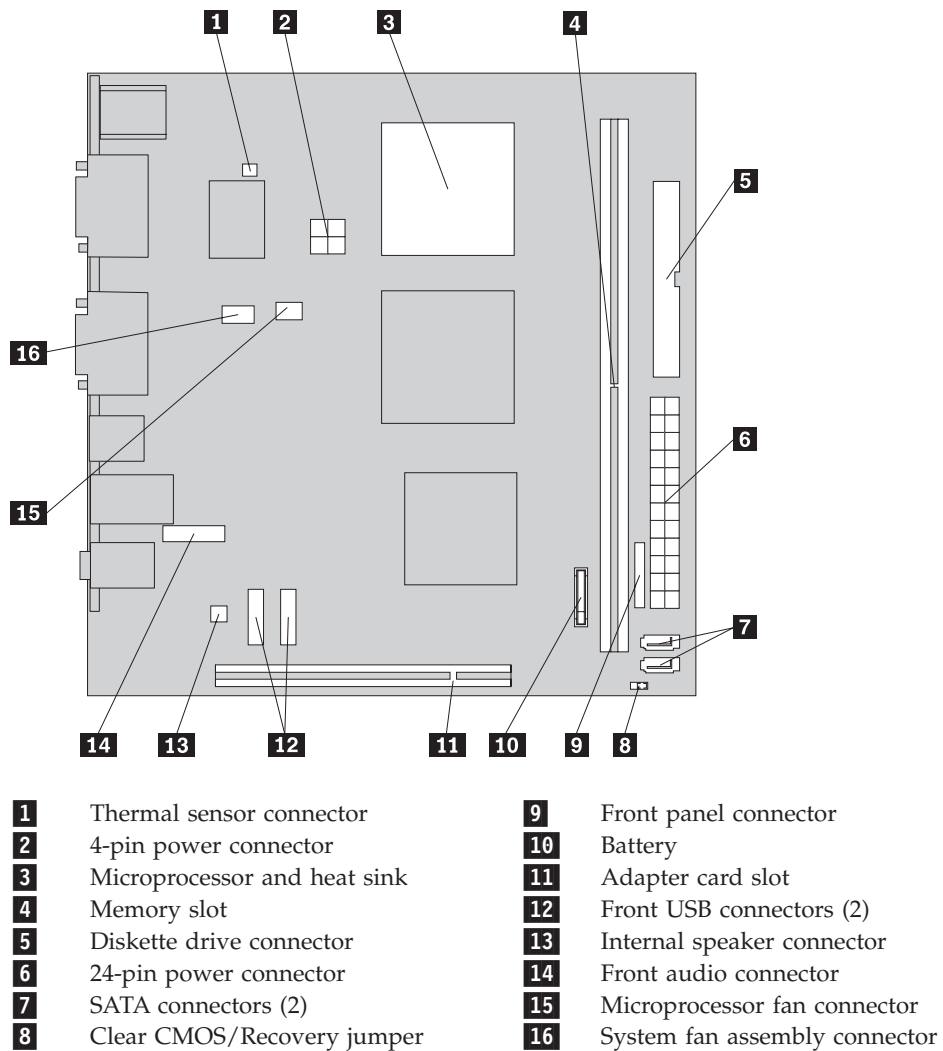 1 2 3 4
5
16
6
15
7
14 13 12 11 10 9 8
1 Thermal sensor connector
2 4-pin power connector
3 Microprocessor and heat sink
4 Memory slot
5 Diskette drive connector
6 24-pin power connector
7 SATA connectors (2)
8 Clear CMOS/Recovery jumper
9 Front panel connector
10 Battery
11 Adapter card slot
12 Front USB connectors (2)
13 Internal speaker connector
14 Front audio connector
15 Microprocessor fan connector
16 System fan assembly connector